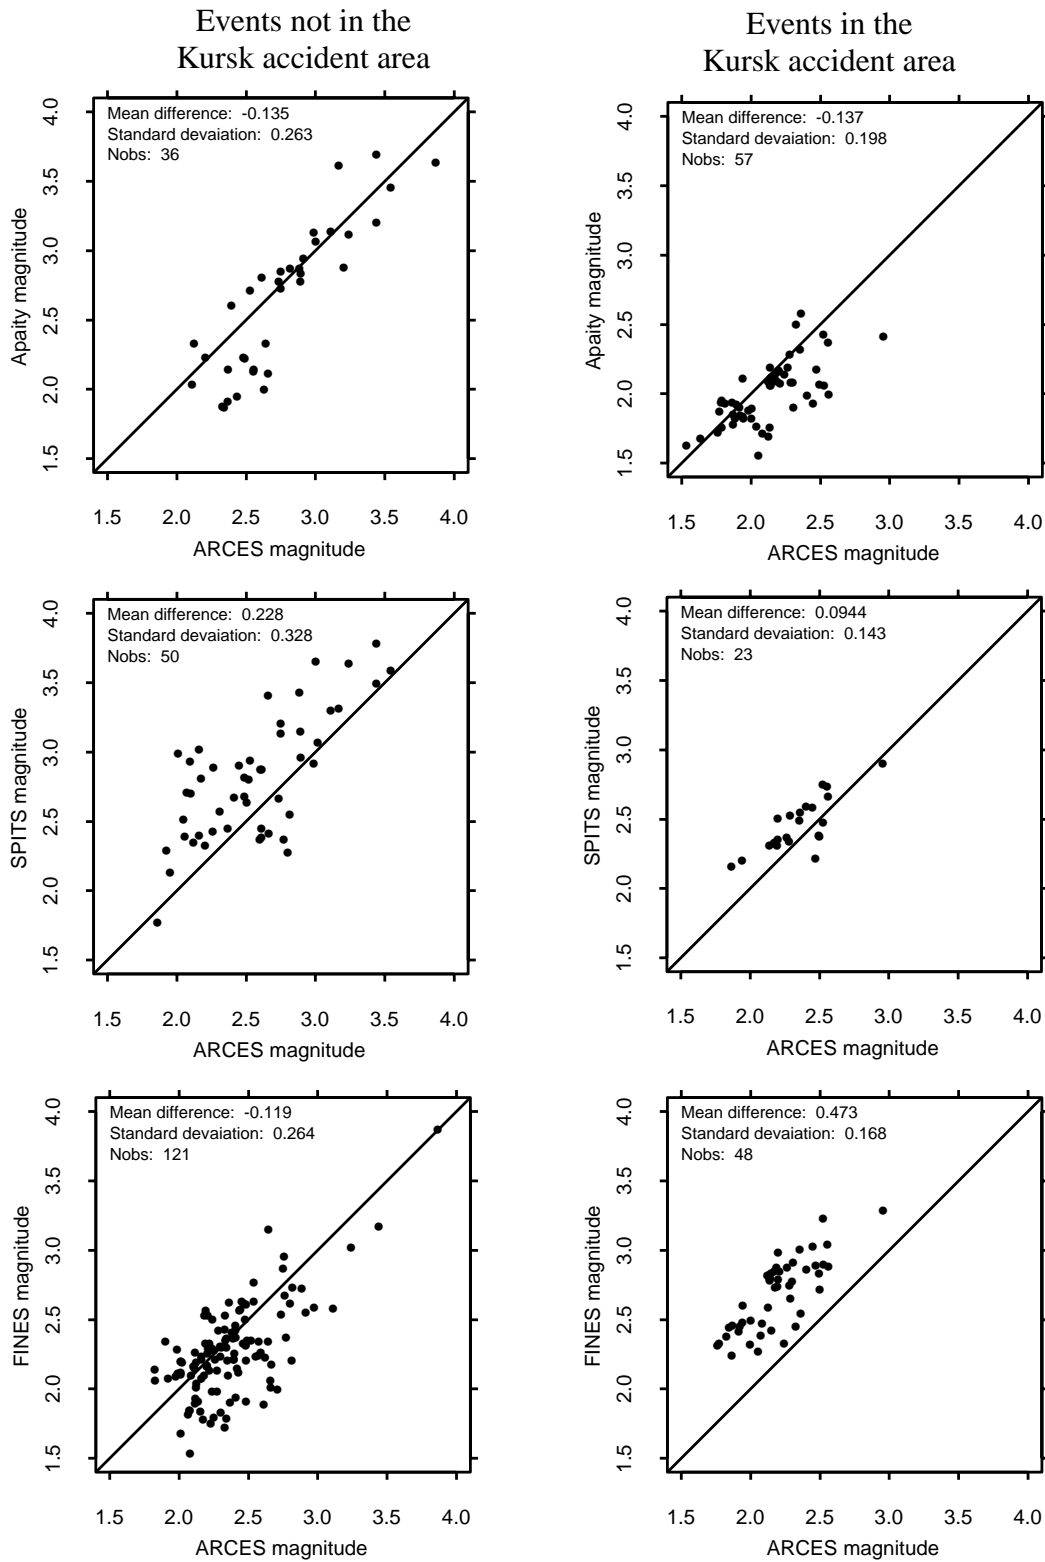 Events not in the
Kursk accident area
Events in the
Kursk accident area
Mean difference: -0.135
Standard devaiation: 0.263
Nobs: 36
4.0
3.5
3.0
2.5
2.0
1.5
Apaity magnitude
1.5 2.0 2.5 3.0 3.5 4.0
ARCES magnitude
Mean difference: -0.137
Standard devaiation: 0.198
Nobs: 57
4.0
3.5
3.0
2.5
2.0
1.5
Apaity magnitude
1.5 2.0 2.5 3.0 3.5 4.0
ARCES magnitude
Mean difference: 0.228
Standard devaiation: 0.328
Nobs: 50
4.0
3.5
3.0
2.5
2.0
1.5
SPITS magnitude
1.5 2.0 2.5 3.0 3.5 4.0
ARCES magnitude
Mean difference: 0.0944
Standard devaiation: 0.143
Nobs: 23
4.0
3.5
3.0
2.5
2.0
1.5
SPITS magnitude
1.5 2.0 2.5 3.0 3.5 4.0
ARCES magnitude
Mean difference: -0.119
Standard devaiation: 0.264
Nobs: 121
4.0
3.5
3.0
2.5
2.0
1.5
FINES magnitude
1.5 2.0 2.5 3.0 3.5 4.0
ARCES magnitude
Mean difference: 0.473
Standard devaiation: 0.168
Nobs: 48
4.0
3.5
3.0
2.5
2.0
1.5
FINES magnitude
1.5 2.0 2.5 3.0 3.5 4.0
ARCES magnitude